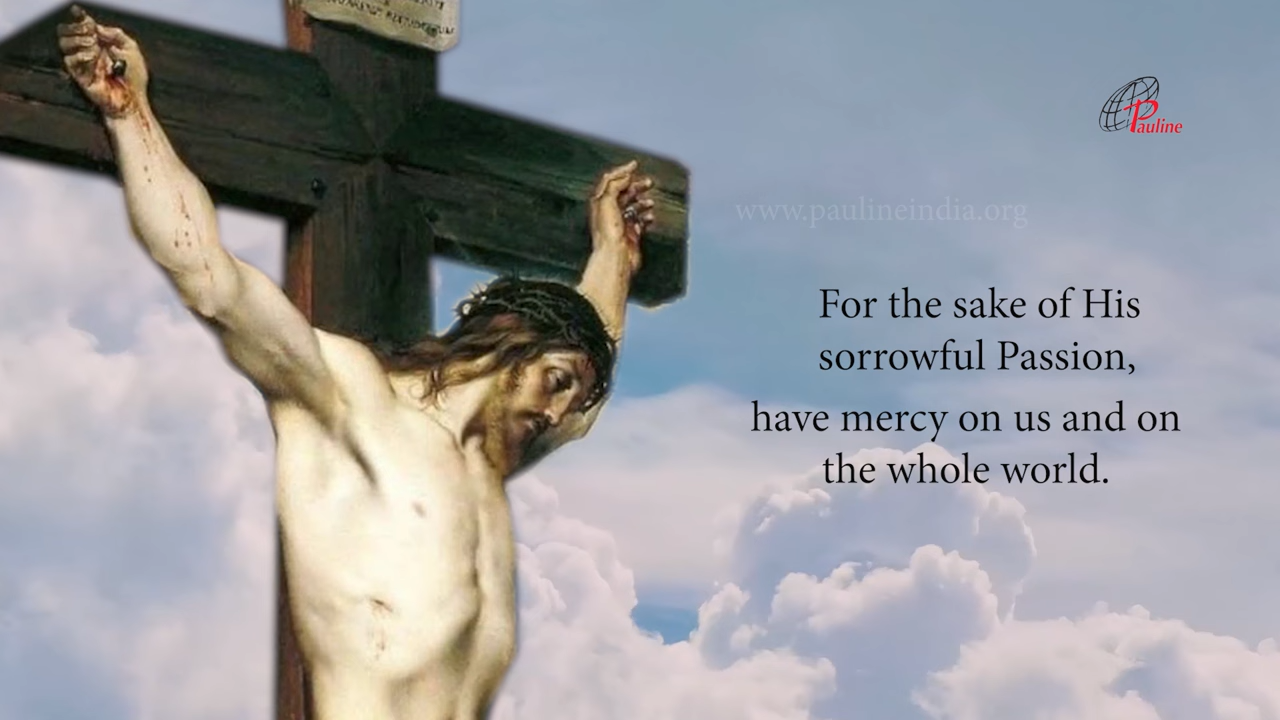 Pauline
www.paulineindia.org
For the sake of His
sorrowful Passion,
have mercy on us and on
the whole world.